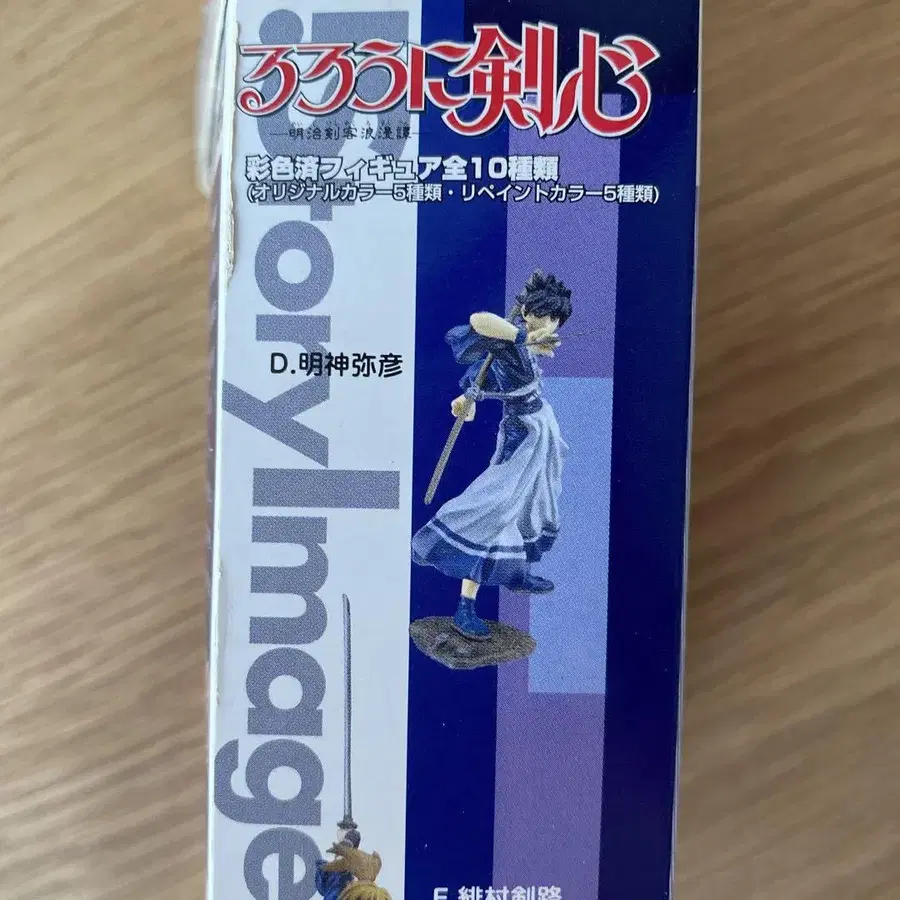 るろうに剣心
―明治剣客浪漫譚―
彩色済フィギュア全10種類
(オリジナルカラー5種類・リペイントカラー5種類)
Story Image
D.明神弥彦
E.緋村剣路